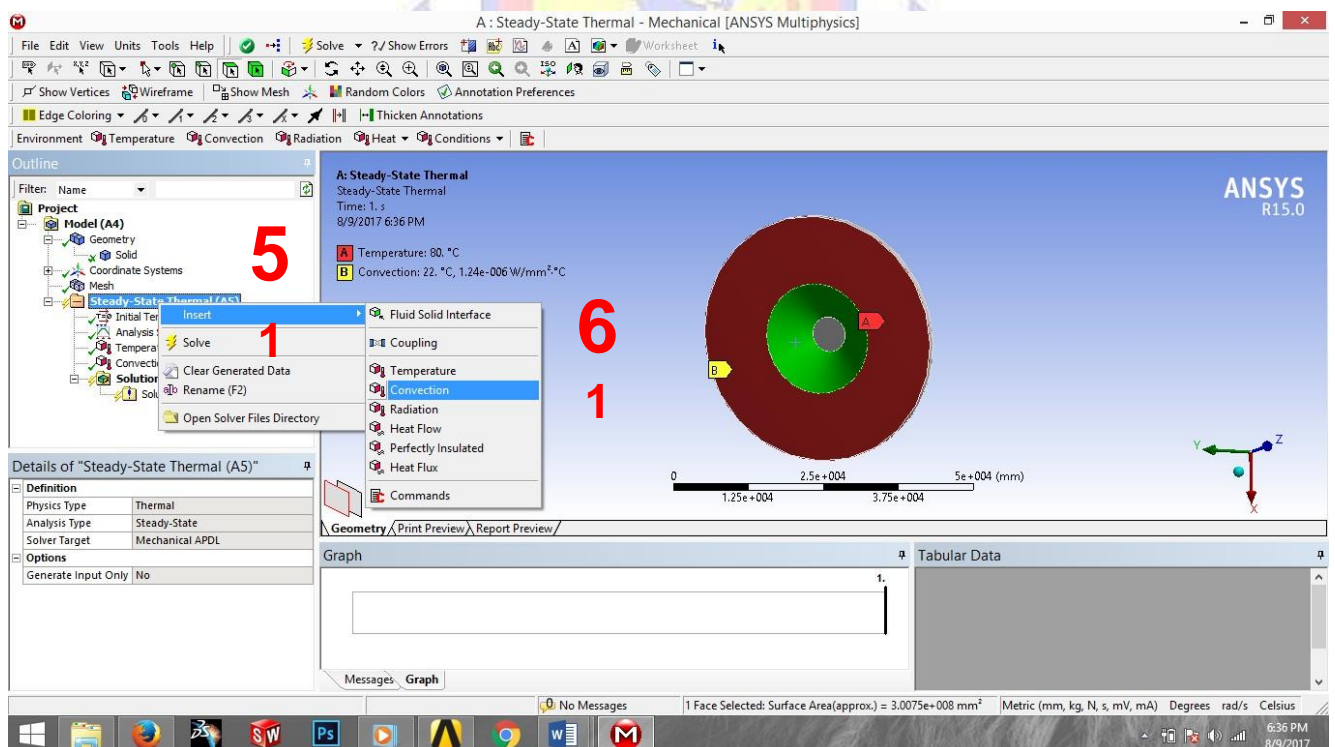 A : Steady-State Thermal - Mechanical [ANSYS Multiphysics]
File Edit View Units Tools Help Solve ?/ Show Errors Worksheet
Show Vertices Wireframe Show Mesh Random Colors Annotation Preferences
Edge Coloring Thicken Annotations
Environment Temperature Convection Radiation Heat Conditions
Outline
Filter: Name
Project
Model (A4)
Geometry
Solid
Coordinate Systems
Mesh
Steady-State Thermal (A5)
Initial Ter
Analysis
Tempera
Convecti
Solution
Solu
5
1
Insert
Solve
Clear Generated Data
Rename (F2)
Open Solver Files Directory
Fluid Solid Interface
Coupling
Temperature
Convection
Radiation
Heat Flow
Perfectly Insulated
Heat Flux
Commands
6
1
A: Steady-State Thermal
Steady-State Thermal
Time: 1. s
8/9/2017 6:36 PM
A Temperature: 80. °C
B Convection: 22. °C, 1.24e-006 W/mm²·°C
ANSYS
R15.0
A
B
0 2.5e+004 5e+004 (mm)
1.25e+004 3.75e+004
Y Z
X
Geometry Print Preview Report Preview
Details of "Steady-State Thermal (A5)"
Definition
Physics Type Thermal
Analysis Type Steady-State
Solver Target Mechanical APDL
Options
Generate Input Only No
Graph
1.
Messages Graph
Tabular Data
No Messages 1 Face Selected: Surface Area(approx.) = 3.0075e+008 mm² Metric (mm, kg, N, s, mV, mA) Degrees rad/s Celsius
SW Ps M
6:36 PM
8/9/2017